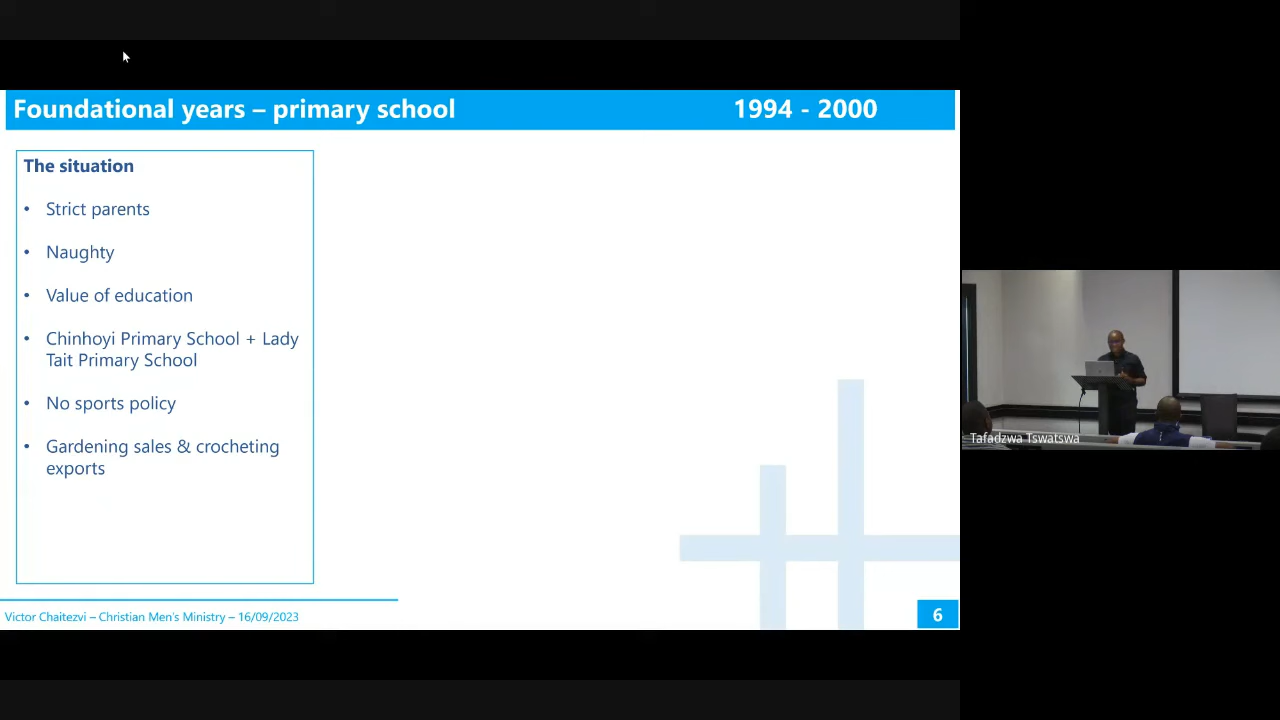 Foundational years – primary school
1994 - 2000
The situation
• Strict parents
• Naughty
• Value of education
• Chinhoyi Primary School + Lady
Tait Primary School
• No sports policy
• Gardening sales & crocheting
exports
Victor Chaitezvi – Christian Men's Ministry – 16/09/2023
6
Tafadzwa Tswatswa